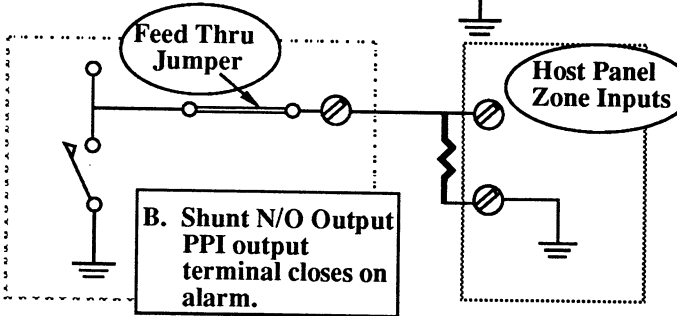 Feed Thru
Jumper
Host Panel
Zone Inputs
B. Shunt N/O Output
PPI output
terminal closes on
alarm.